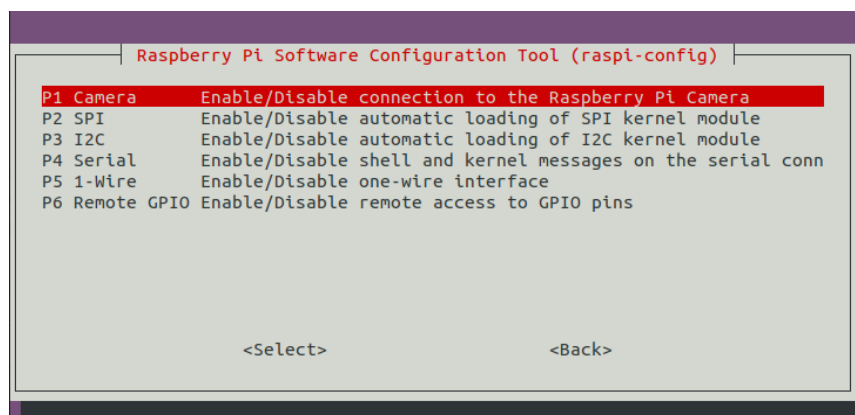 Raspberry Pi Software Configuration Tool (raspi-config)
P1 Camera Enable/Disable connection to the Raspberry Pi Camera
P2 SPI Enable/Disable automatic loading of SPI kernel module
P3 I2C Enable/Disable automatic loading of I2C kernel module
P4 Serial Enable/Disable shell and kernel messages on the serial conn
P5 1-Wire Enable/Disable one-wire interface
P6 Remote GPIO Enable/Disable remote access to GPIO pins
<Select> <Back>